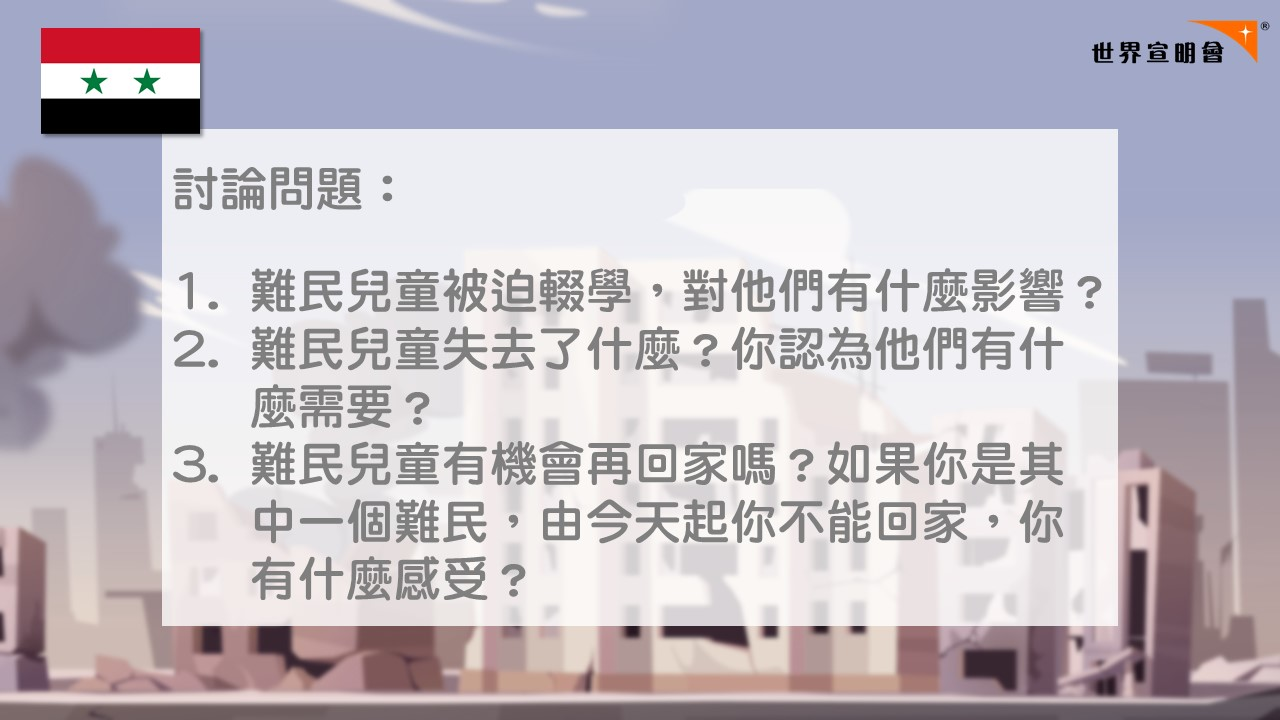 世界宣明會®
討論問題：
1. 難民兒童被迫輟學，對他們有什麼影響？
2. 難民兒童失去了什麼？你認為他們有什
麼需要？
3. 難民兒童有機會再回家嗎？如果你是其
中一個難民，由今天起你不能回家，你
有什麼感受？